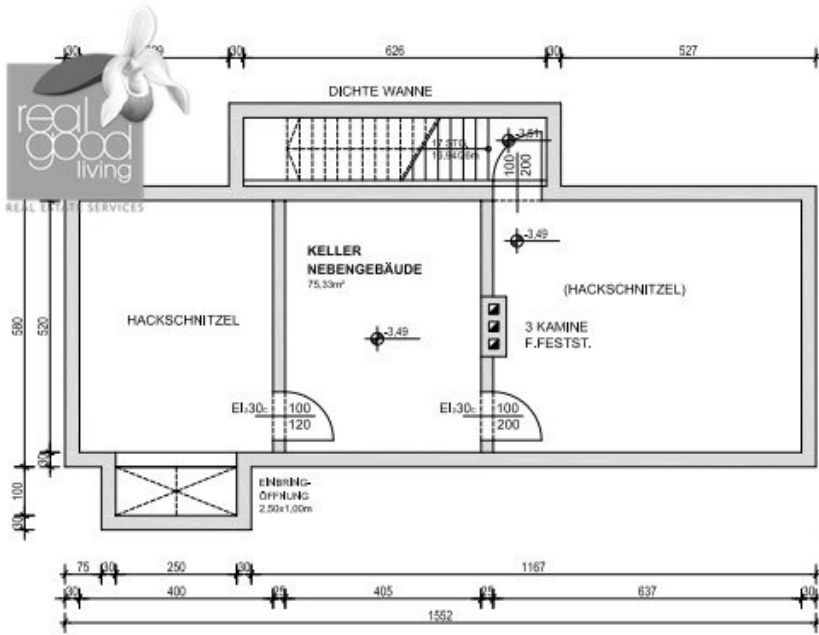 30
30
626
30
527
real
good
living
REAL ESTATE SERVICES
DICHTE WANNE
17 STG
-3,61
100
200
-3,49
KELLER
NEBENGEBÄUDE
75,33m²
(HACKSCHNITZEL)
HACKSCHNITZEL
-3,49
3 KAMINE
F.FESTST.
580
520
EI₂30c
100
120
EI₂30c
100
200
30
100
30
EINBRING-
ÖFFNUNG
2,50x1,00m
75
30
250
30
1167
30
400
25
405
25
637
30
1552